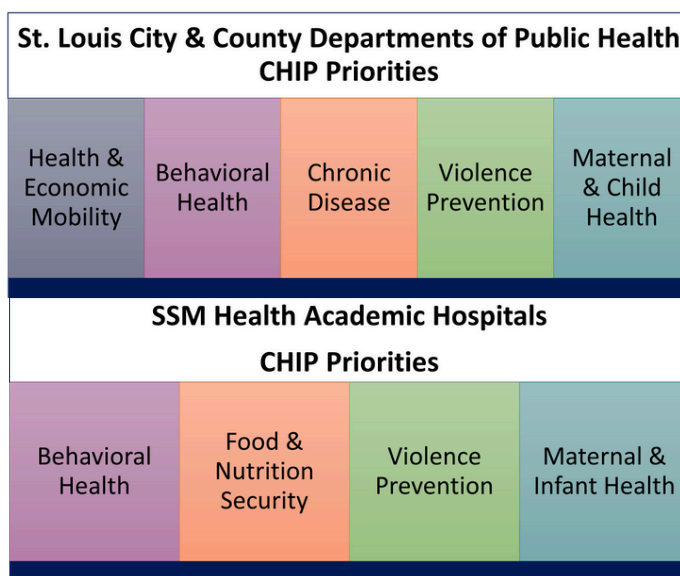 St. Louis City & County Departments of Public Health
CHIP Priorities
Health &
Economic
Mobility
Behavioral
Health
Chronic
Disease
Violence
Prevention
Maternal
& Child
Health
SSM Health Academic Hospitals
CHIP Priorities
Behavioral
Health
Food &
Nutrition
Security
Violence
Prevention
Maternal &
Infant Health